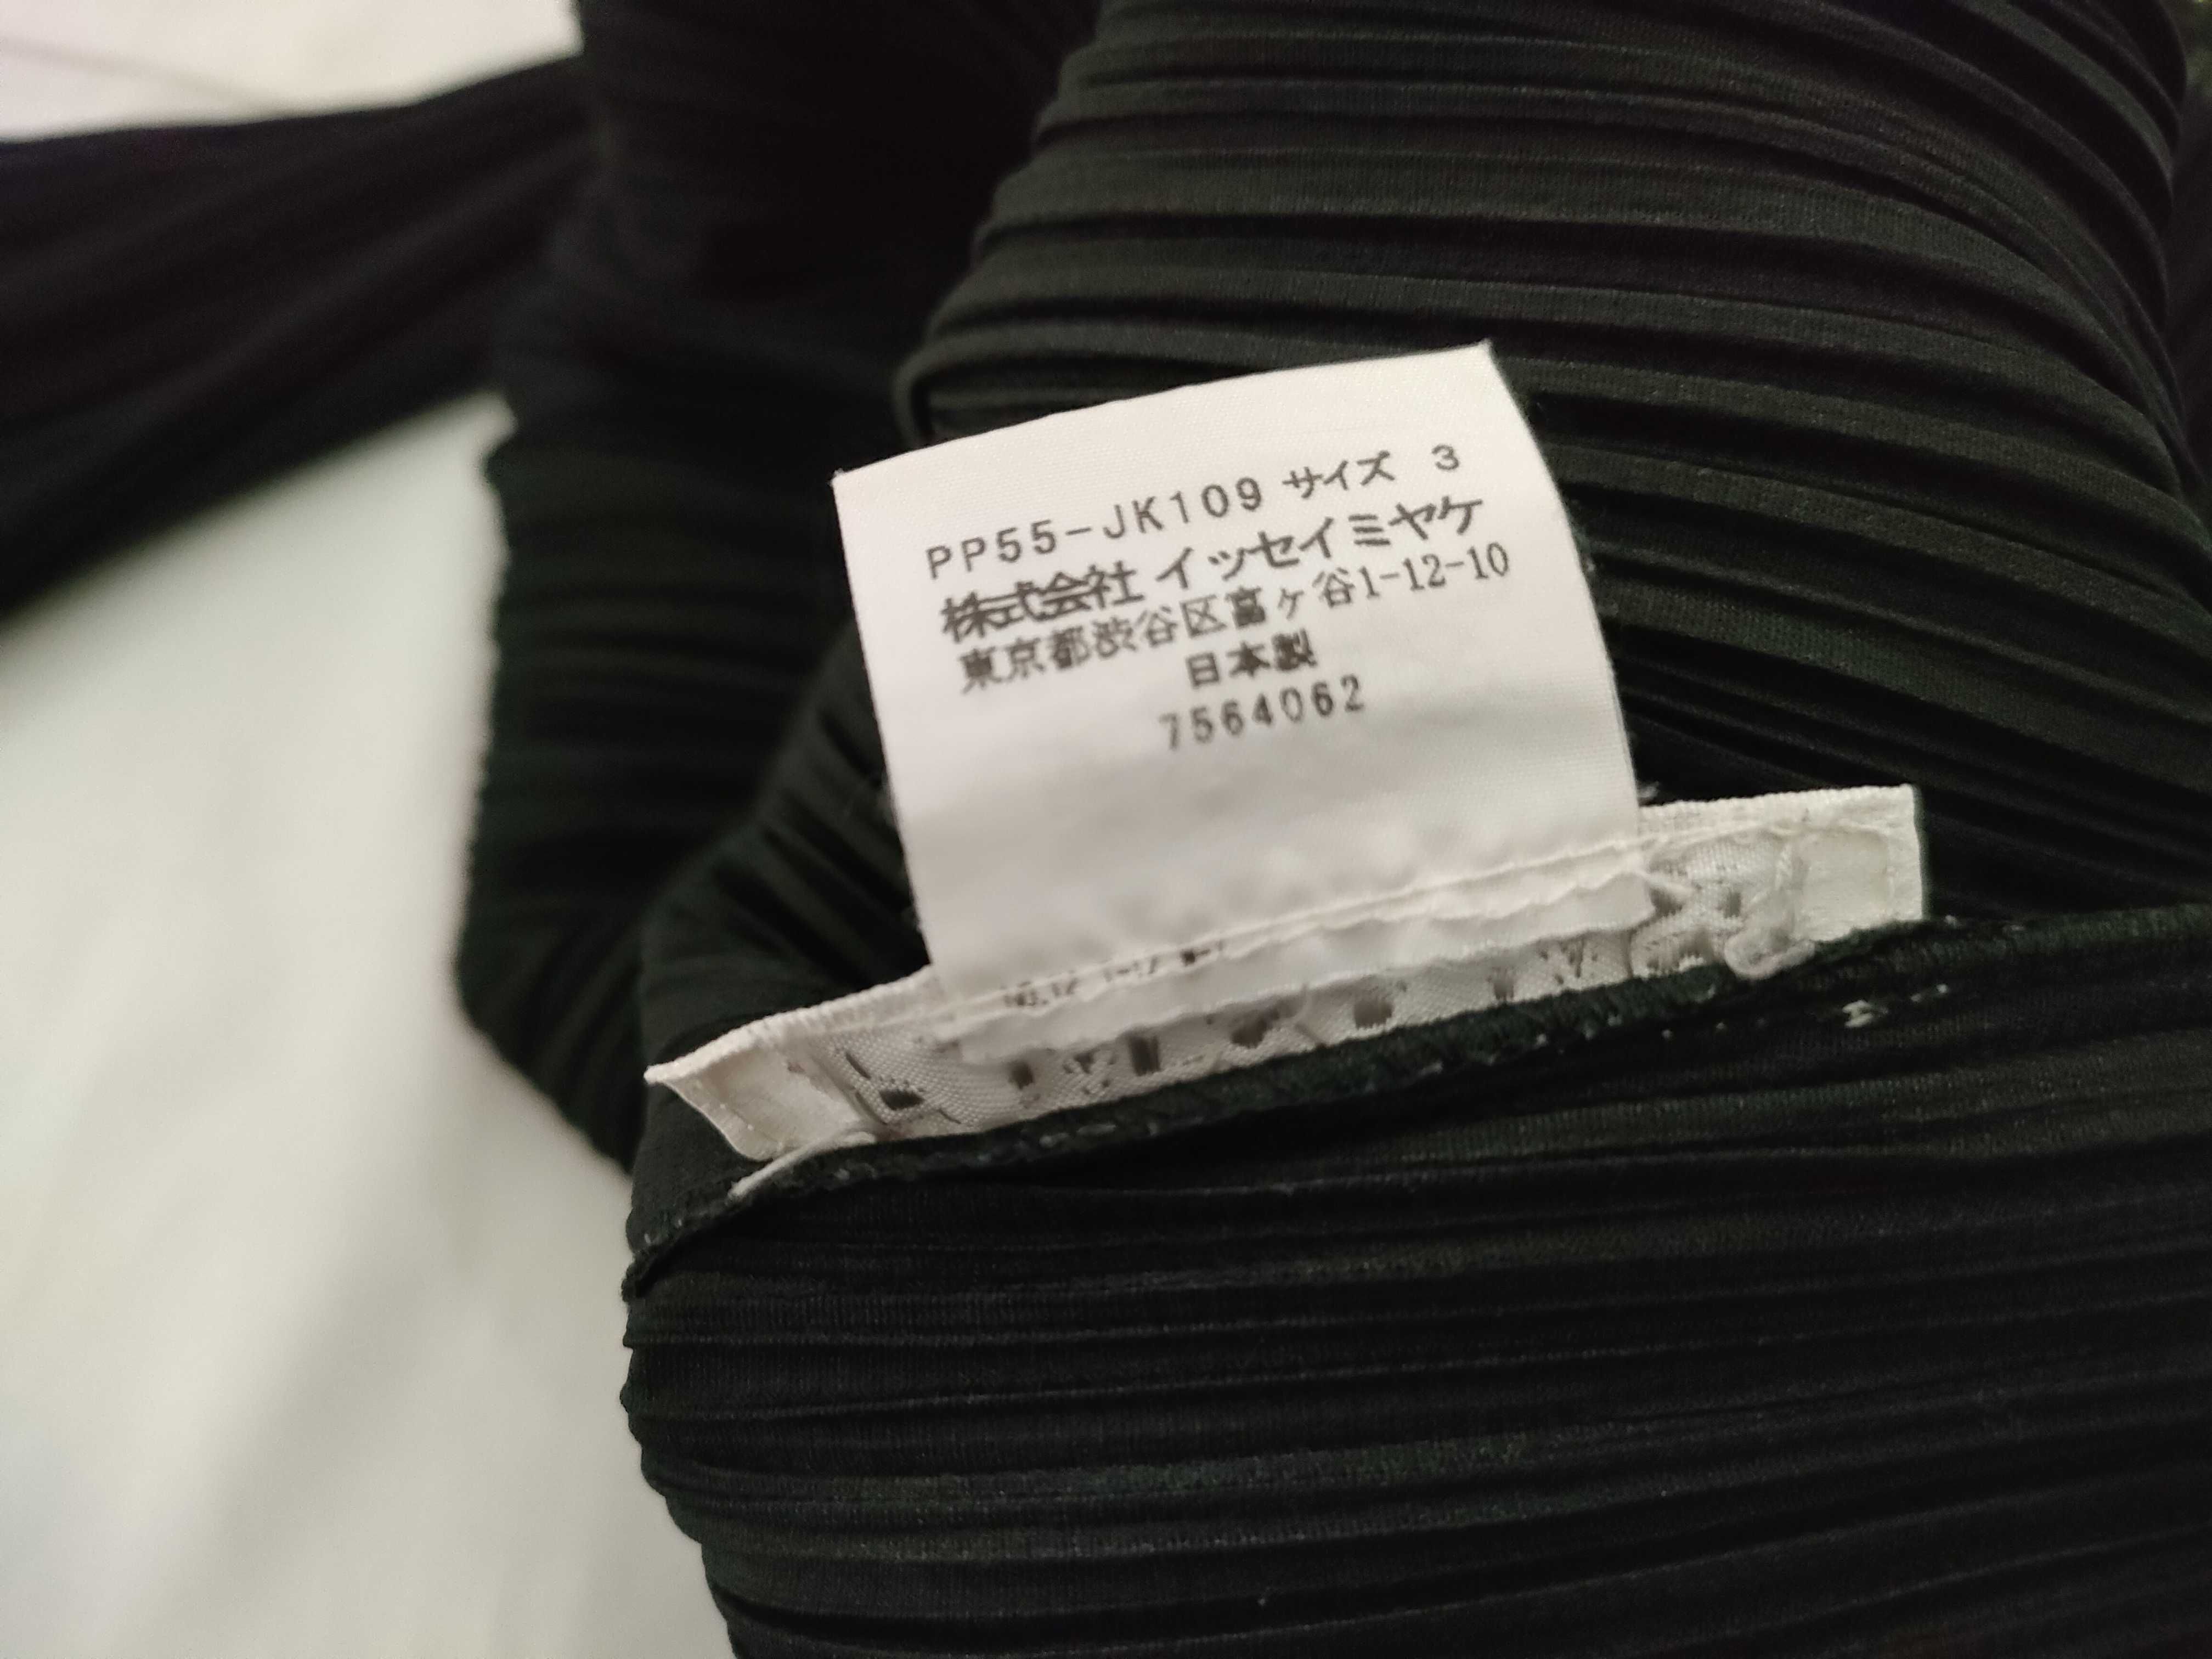 PP55-JK109 サイズ 3
株式会社 イッセイミヤケ
東京都渋谷区富ヶ谷1-12-10
日本製
7564062